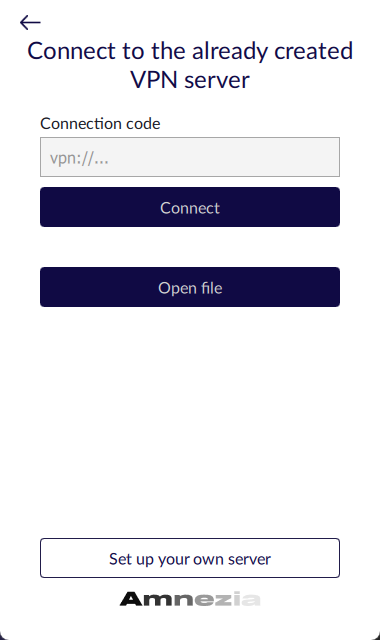 Connect to the already created
VPN server
Connection code
vpn://...
Connect
Open file
Set up your own server
Amnezia